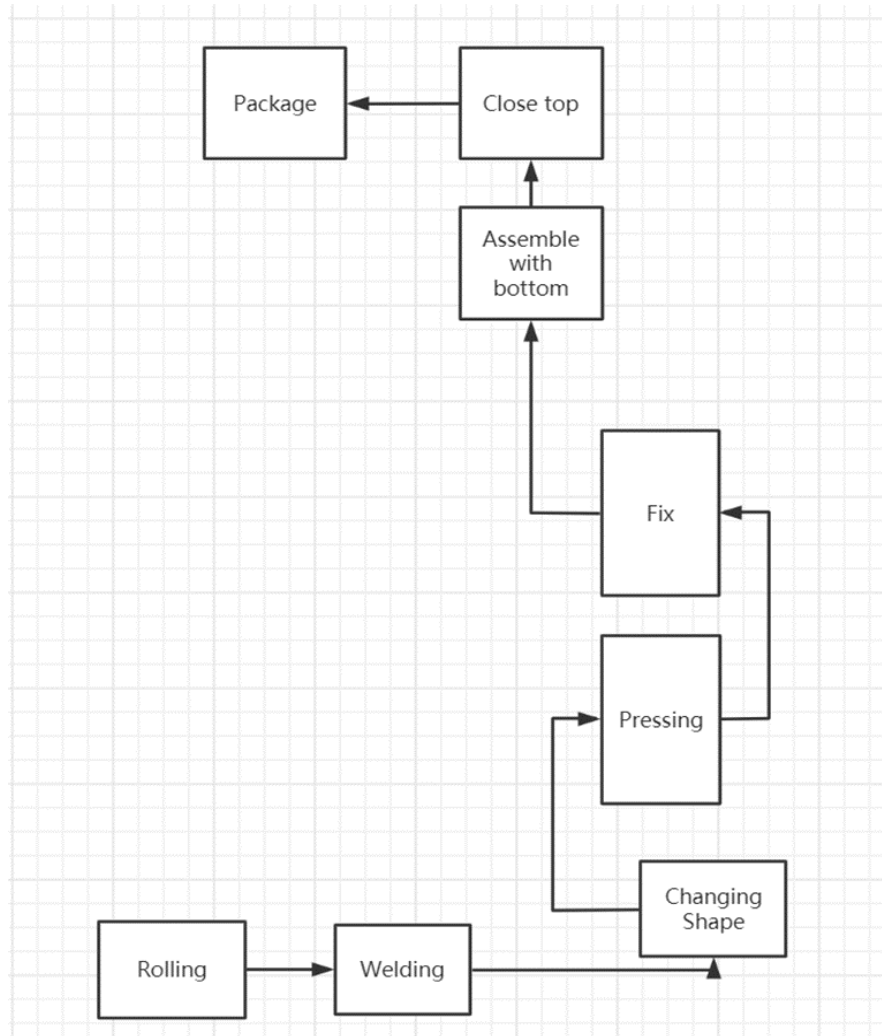 Package
Close top
Assemble
with
bottom
Fix
Pressing
Changing
Shape
Rolling
Welding